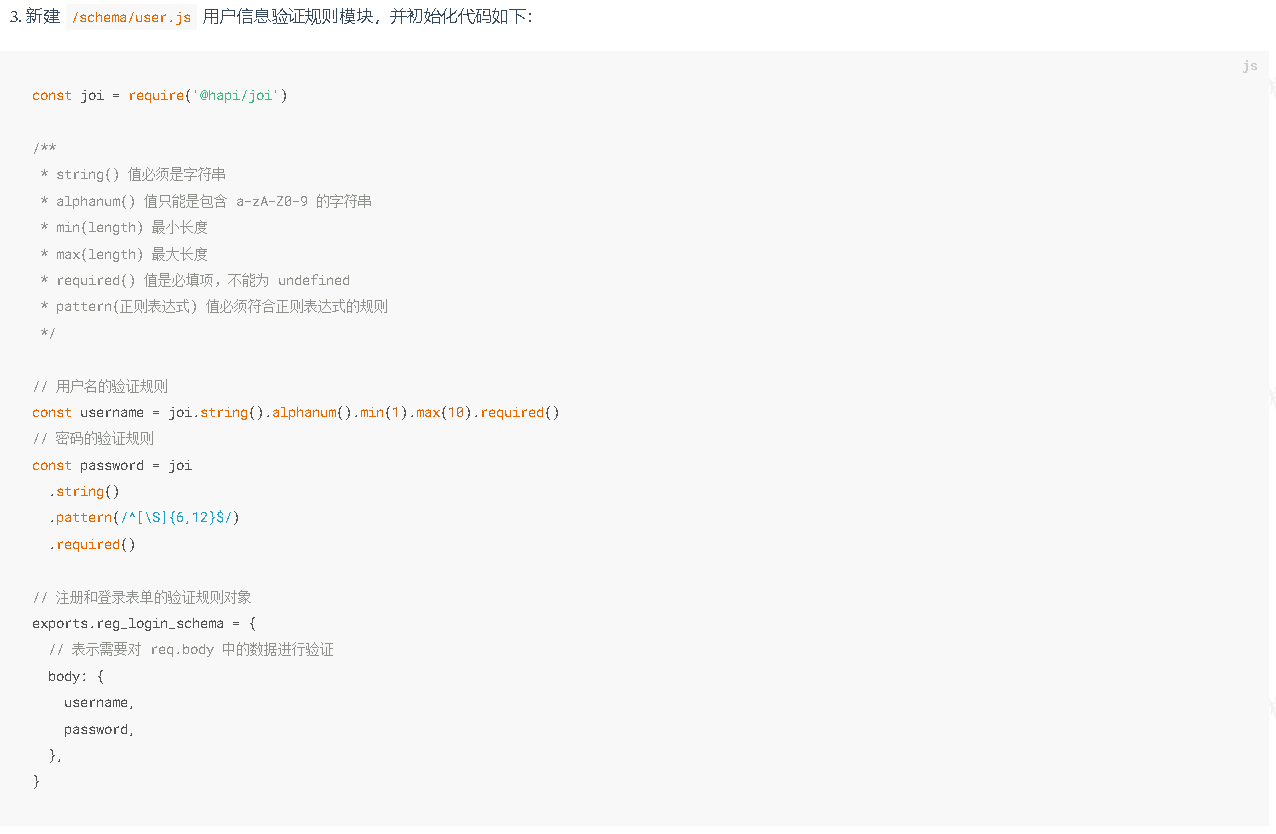 3. 新建 /schema/user.js 用户信息验证规则模块，并初始化代码如下：
js
const joi = require('@hapi/joi')
/**
 * string() 值必须是字符串
 * alphanum() 值只能是包含 a-zA-Z0-9 的字符串
 * min(length) 最小长度
 * max(length) 最大长度
 * required() 值是必填项，不能为 undefined
 * pattern(正则表达式) 值必须符合正则表达式的规则
 */
// 用户名的验证规则
const username = joi.string().alphanum().min(1).max(10).required()
// 密码的验证规则
const password = joi
  .string()
  .pattern(/^[\S]{6,12}$/)
  .required()
// 注册和登录表单的验证规则对象
exports.reg_login_schema = {
  // 表示需要对 req.body 中的数据进行验证
  body: {
    username,
    password,
  },
}